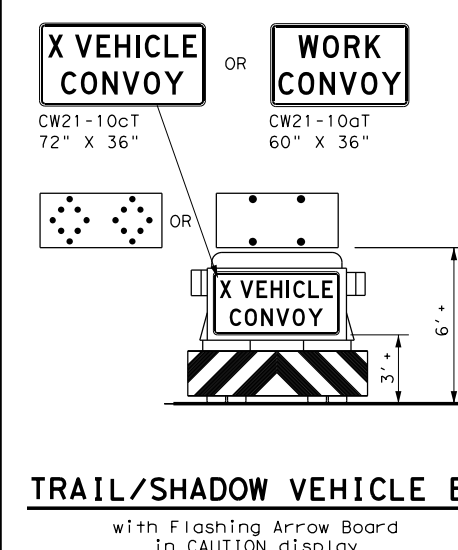 X VEHICLE
CONVOY
OR
WORK
CONVOY
CW21-10cT
72" X 36"
CW21-10aT
60" X 36"
OR
X VEHICLE
CONVOY
3'+
6'+
TRAIL/SHADOW VEHICLE
with Flashing Arrow Board
in CAUTION display